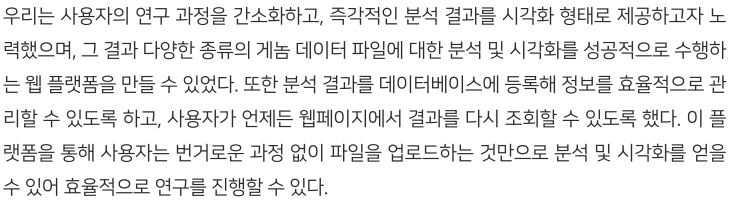 우리는 사용자의 연구 과정을 간소화하고, 즉각적인 분석 결과를 시각화 형태로 제공하고자 노
력했으며, 그 결과 다양한 종류의 게놈 데이터 파일에 대한 분석 및 시각화를 성공적으로 수행하
는 웹 플랫폼을 만들 수 있었다. 또한 분석 결과를 데이터베이스에 등록해 정보를 효율적으로 관
리할 수 있도록 하고, 사용자가 언제든 웹페이지에서 결과를 다시 조회할 수 있도록 했다. 이 플
랫폼을 통해 사용자는 번거로운 과정 없이 파일을 업로드하는 것만으로 분석 및 시각화를 얻을
수 있어 효율적으로 연구를 진행할 수 있다.